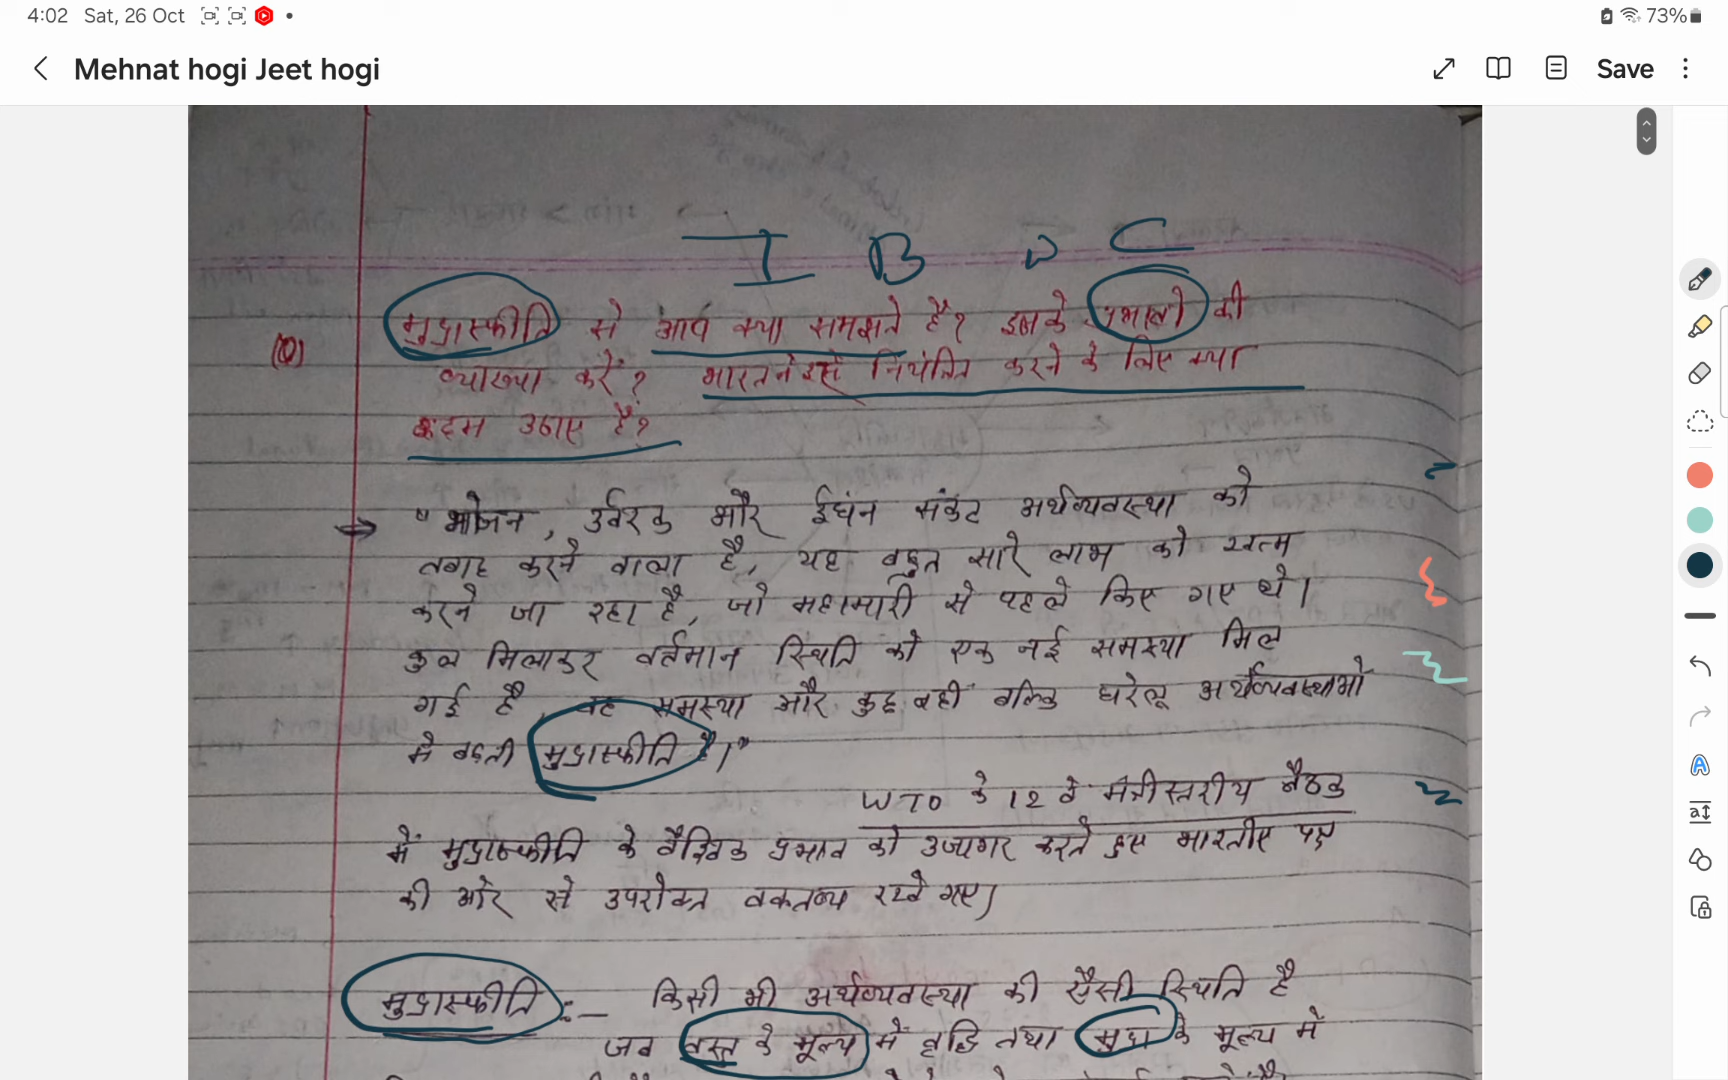 4:02 Sat, 26 Oct
73%
Mehnat hogi Jeet hogi
Save
I B D C
(Q) मुद्रास्फीति से आप क्या समझते है? इसके प्रभावो की
व्याख्या करें? भारत ने इसे नियंत्रित करने के लिए क्या
कदम उठाए है?
⇒ "भोजन, उर्वरक और ईधंन संकट अर्थव्यवस्था को
तबाह करने वाला है, यह बहुत सारे लाभ को खत्म
करने जा रहा है, जो महामारी से पहले किए गए थे।
कुल मिलाकर वर्तमान स्थिति को एक नई समस्या मिल
गई है, यह समस्या और कुछ नही बल्कि घरेलू अर्थव्यवस्थाओ
मे बढ़ती मुद्रास्फीति है।"
WTO के 12 वे मंत्रीस्तरीय बैठक
में मुद्रास्फीति के वैश्विक प्रभाव को उजागर करते हुए भारतीए पक्ष
की ओर से उपरोक्त वक्तव्य रखे गए।
मुद्रास्फीति :- किसी भी अर्थव्यवस्था की ऐसी स्थिति है
जब वस्तु के मूल्य में वृद्धि तथा मुद्रा के मूल्य में